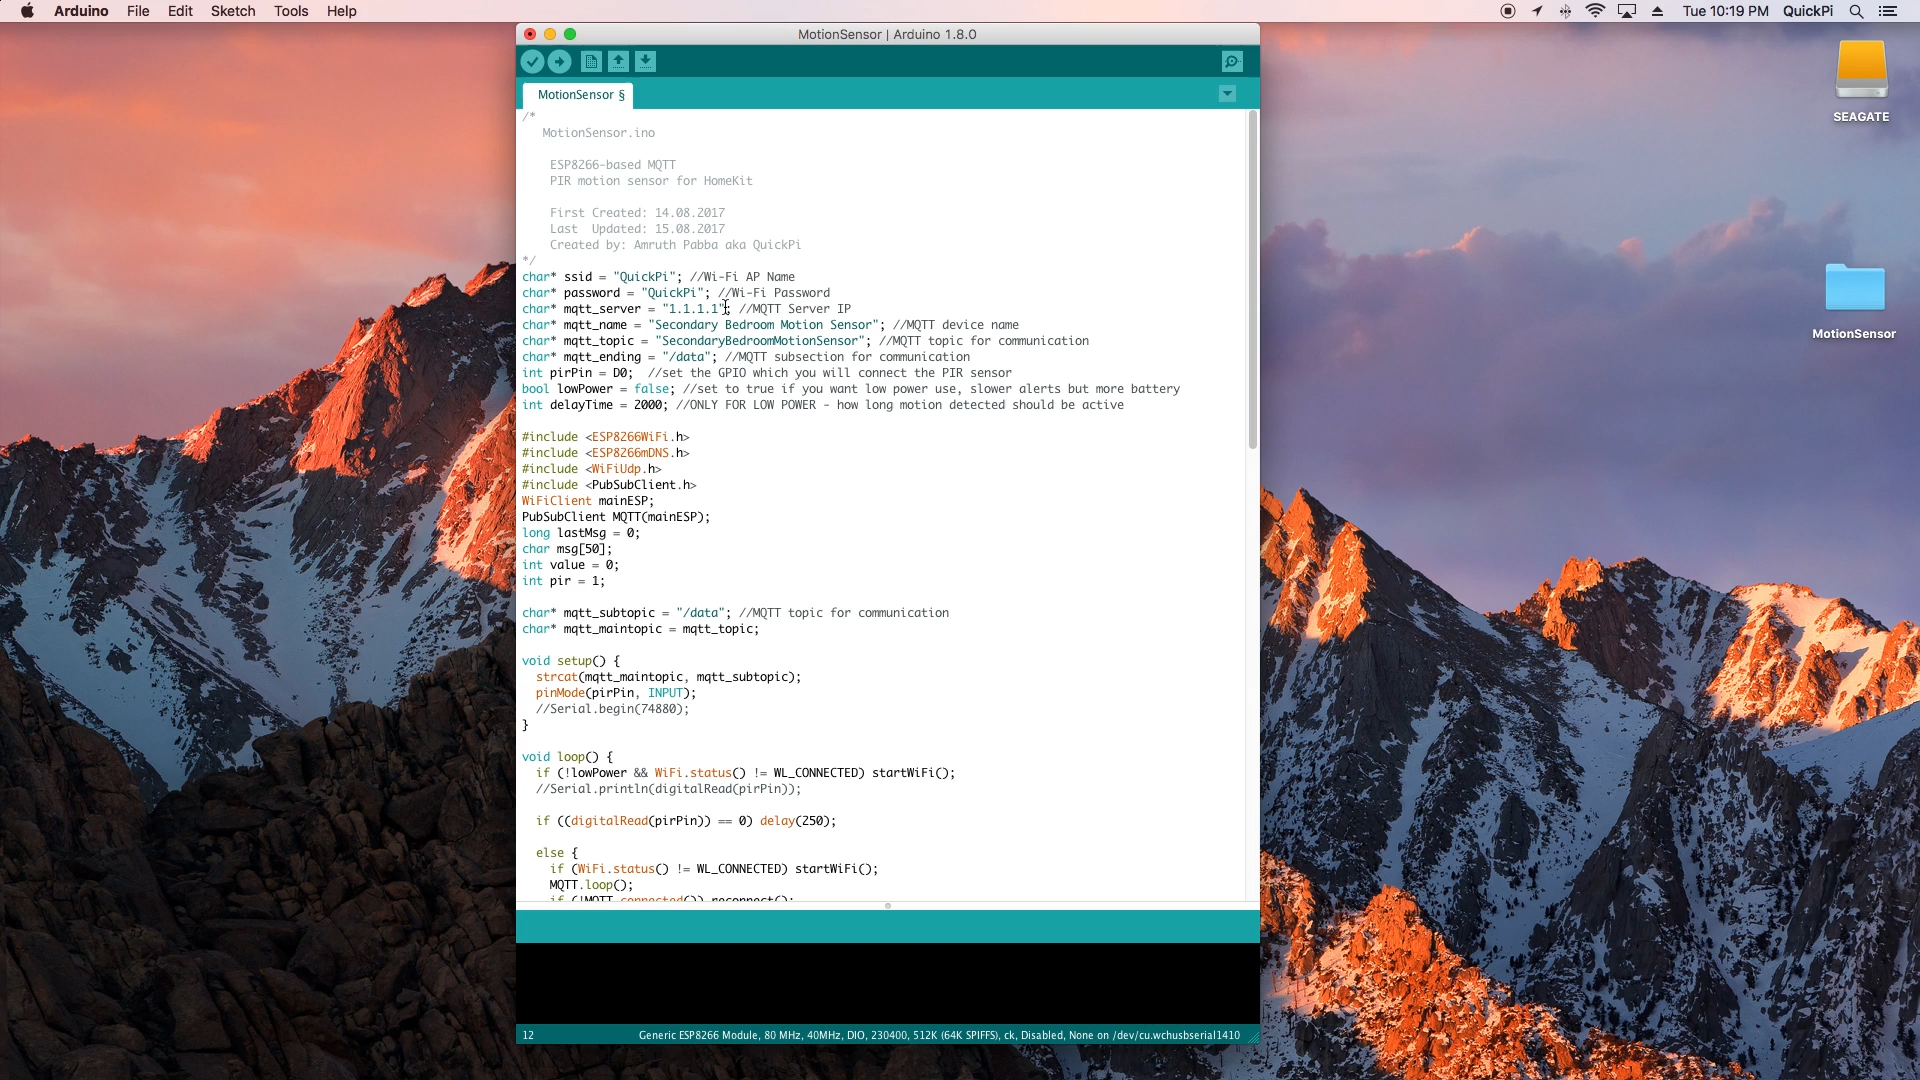 Arduino File Edit Sketch Tools Help Tue 10:19 PM QuickPi
MotionSensor | Arduino 1.8.0
MotionSensor §
/*
MotionSensor.ino
ESP8266-based MQTT
PIR motion sensor for HomeKit
First Created: 14.08.2017
Last  Updated: 15.08.2017
Created by: Amruth Pabba aka QuickPi
*/
char* ssid = "QuickPi"; //Wi-Fi AP Name
char* password = "QuickPi"; //Wi-Fi Password
char* mqtt_server = "1.1.1.1"; //MQTT Server IP
char* mqtt_name = "Secondary Bedroom Motion Sensor"; //MQTT device name
char* mqtt_topic = "SecondaryBedroomMotionSensor"; //MQTT topic for communication
char* mqtt_ending = "/data"; //MQTT subsection for communication
int pirPin = D0;  //set the GPIO which you will connect the PIR sensor
bool lowPower = false; //set to true if you want low power use, slower alerts but more battery
int delayTime = 2000; //ONLY FOR LOW POWER - how long motion detected should be active
#include <ESP8266WiFi.h>
#include <ESP8266mDNS.h>
#include <WiFiUdp.h>
#include <PubSubClient.h>
WiFiClient mainESP;
PubSubClient MQTT(mainESP);
long lastMsg = 0;
char msg[50];
int value = 0;
int pir = 1;
char* mqtt_subtopic = "/data"; //MQTT topic for communication
char* mqtt_maintopic = mqtt_topic;
void setup() {
strcat(mqtt_maintopic, mqtt_subtopic);
pinMode(pirPin, INPUT);
//Serial.begin(74880);
}
void loop() {
if (!lowPower && WiFi.status() != WL_CONNECTED) startWiFi();
//Serial.println(digitalRead(pirPin));
if ((digitalRead(pirPin)) == 0) delay(250);
else {
if (WiFi.status() != WL_CONNECTED) startWiFi();
MQTT.loop();
if (!MQTT.connected()) reconnect();
12 Generic ESP8266 Module, 80 MHz, 40MHz, DIO, 230400, 512K (64K SPIFFS), ck, Disabled, None on /dev/cu.wchusbserial1410
SEAGATE
MotionSensor